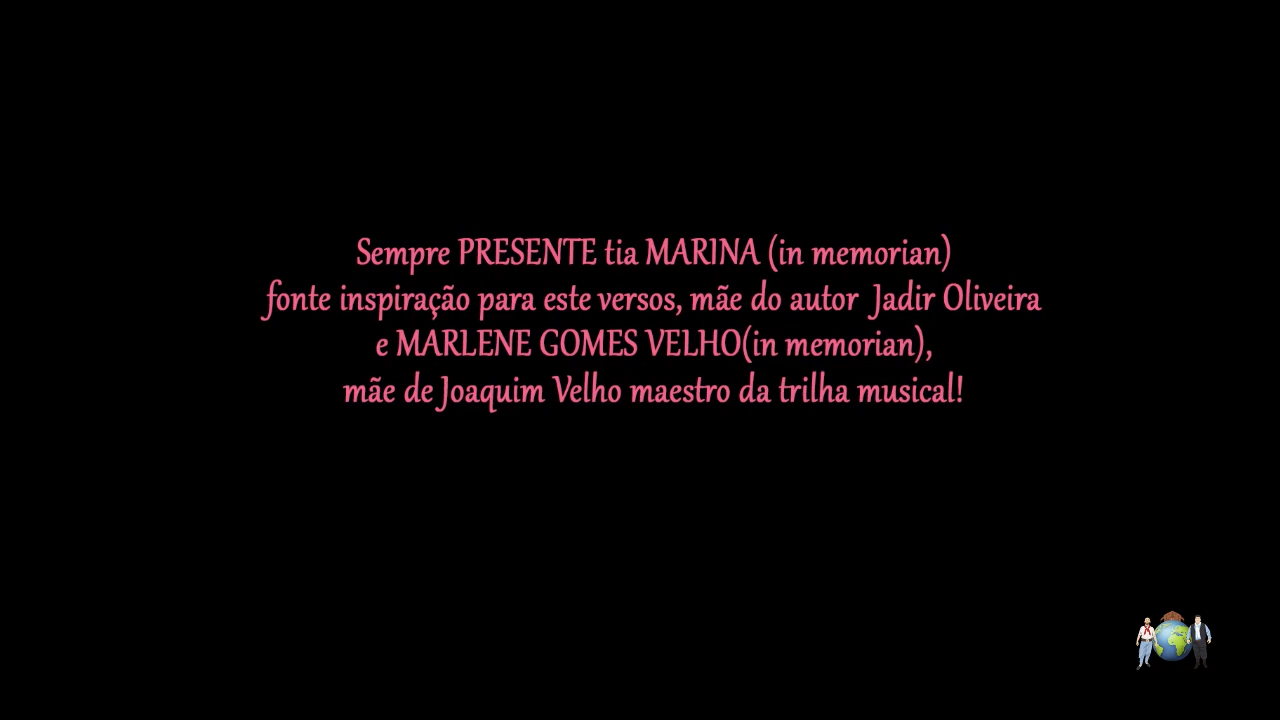 Sempre PRESENTE tia MARINA (in memorian)
fonte inspiração para este versos, mãe do autor Jadir Oliveira
e MARLENE GOMES VELHO(in memorian),
mãe de Joaquim Velho maestro da trilha musical!